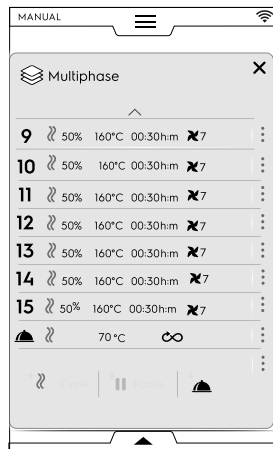 MANUAL
Multiphase
9 50% 160°C 00:30h:m 7
10 50% 160°C 00:30h:m 7
11 50% 160°C 00:30h:m 7
12 50% 160°C 00:30h:m 7
13 50% 160°C 00:30h:m 7
14 50% 160°C 00:30h:m 7
15 50% 160°C 00:30h:m 7
70 °C
Cycle Pause